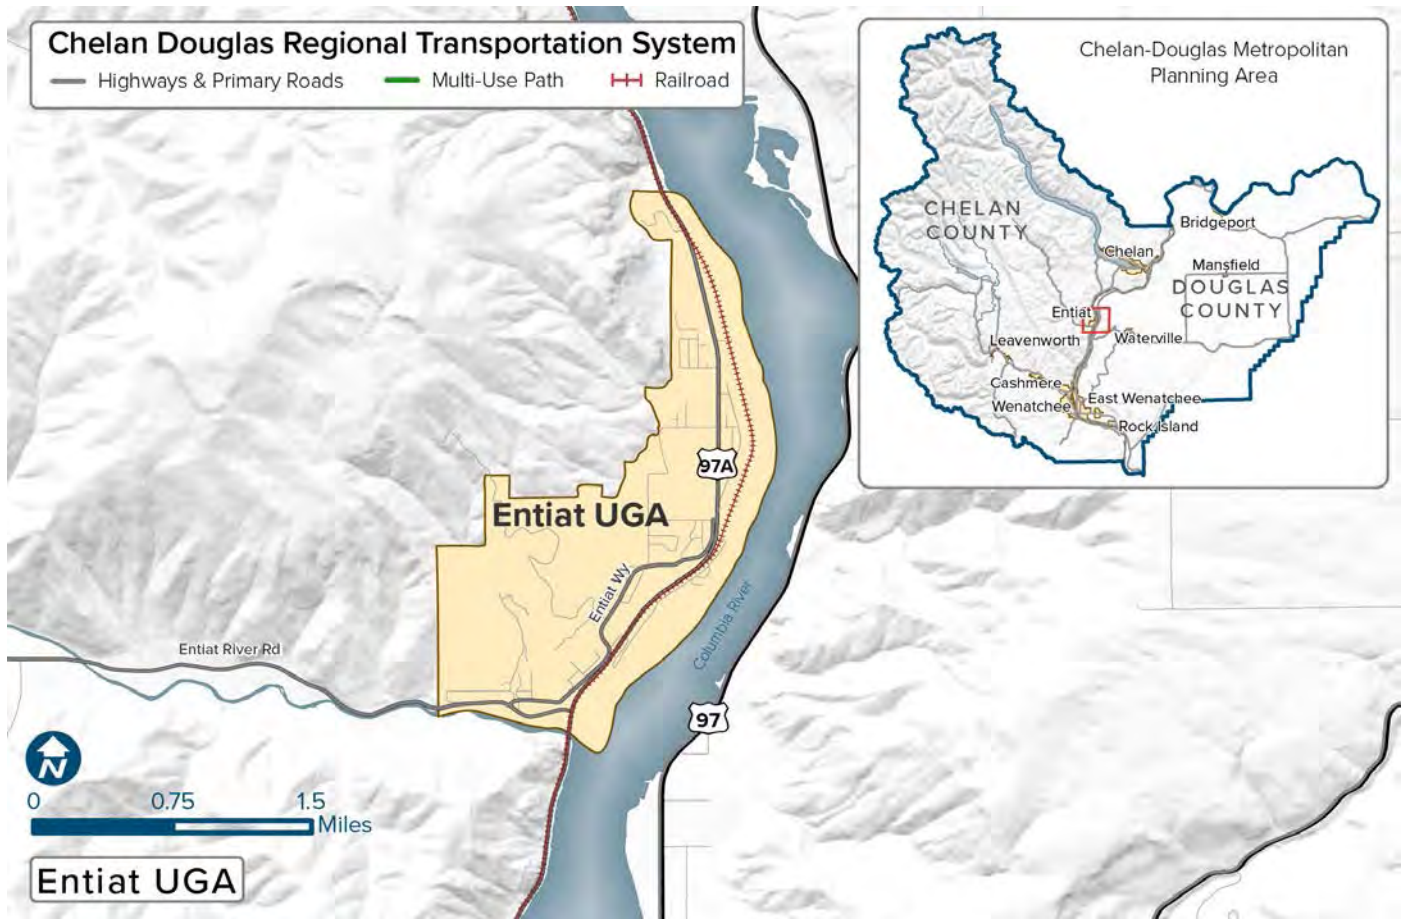 Chelan Douglas Regional Transportation System
Highways & Primary Roads
Multi-Use Path
Railroad
Chelan-Douglas Metropolitan
Planning Area
CHELAN
COUNTY
Bridgeport
Chelan
Mansfield
DOUGLAS
COUNTY
Entiat
Leavenworth
Waterville
Cashmere
East Wenatchee
Wenatchee
Rock Island
97A
Entiat UGA
Entiat Wy
Columbia River
Entiat River Rd
97
N
0 0.75 1.5
Miles
Entiat UGA